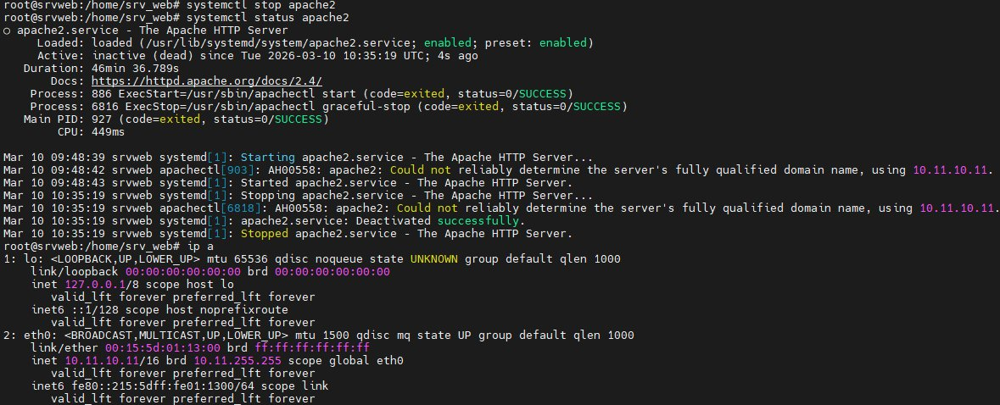 root@srvweb:/home/srv_web# systemctl stop apache2
root@srvweb:/home/srv_web# systemctl status apache2
○ apache2.service - The Apache HTTP Server
     Loaded: loaded (/usr/lib/systemd/system/apache2.service; enabled; preset: enabled)
     Active: inactive (dead) since Tue 2026-03-10 10:35:19 UTC; 4s ago
   Duration: 46min 36.789s
       Docs: https://httpd.apache.org/docs/2.4/
    Process: 886 ExecStart=/usr/sbin/apachectl start (code=exited, status=0/SUCCESS)
    Process: 6816 ExecStop=/usr/sbin/apachectl graceful-stop (code=exited, status=0/SUCCESS)
   Main PID: 927 (code=exited, status=0/SUCCESS)
        CPU: 449ms

Mar 10 09:48:39 srvweb systemd[1]: Starting apache2.service - The Apache HTTP Server...
Mar 10 09:48:42 srvweb apachectl[903]: AH00558: apache2: Could not reliably determine the server's fully qualified domain name, using 10.11.10.11.
Mar 10 09:48:43 srvweb systemd[1]: Started apache2.service - The Apache HTTP Server.
Mar 10 10:35:19 srvweb systemd[1]: Stopping apache2.service - The Apache HTTP Server...
Mar 10 10:35:19 srvweb apachectl[6818]: AH00558: apache2: Could not reliably determine the server's fully qualified domain name, using 10.11.10.11.
Mar 10 10:35:19 srvweb systemd[1]: apache2.service: Deactivated successfully.
Mar 10 10:35:19 srvweb systemd[1]: Stopped apache2.service - The Apache HTTP Server.
root@srvweb:/home/srv_web# ip a
1: lo: <LOOPBACK,UP,LOWER_UP> mtu 65536 qdisc noqueue state UNKNOWN group default qlen 1000
    link/loopback 00:00:00:00:00:00 brd 00:00:00:00:00:00
    inet 127.0.0.1/8 scope host lo
       valid_lft forever preferred_lft forever
    inet6 ::1/128 scope host noprefixroute
       valid_lft forever preferred_lft forever
2: eth0: <BROADCAST,MULTICAST,UP,LOWER_UP> mtu 1500 qdisc mq state UP group default qlen 1000
    link/ether 00:15:5d:01:13:00 brd ff:ff:ff:ff:ff:ff
    inet 10.11.10.11/16 brd 10.11.255.255 scope global eth0
       valid_lft forever preferred_lft forever
    inet6 fe80::215:5dff:fe01:1300/64 scope link
       valid_lft forever preferred_lft forever